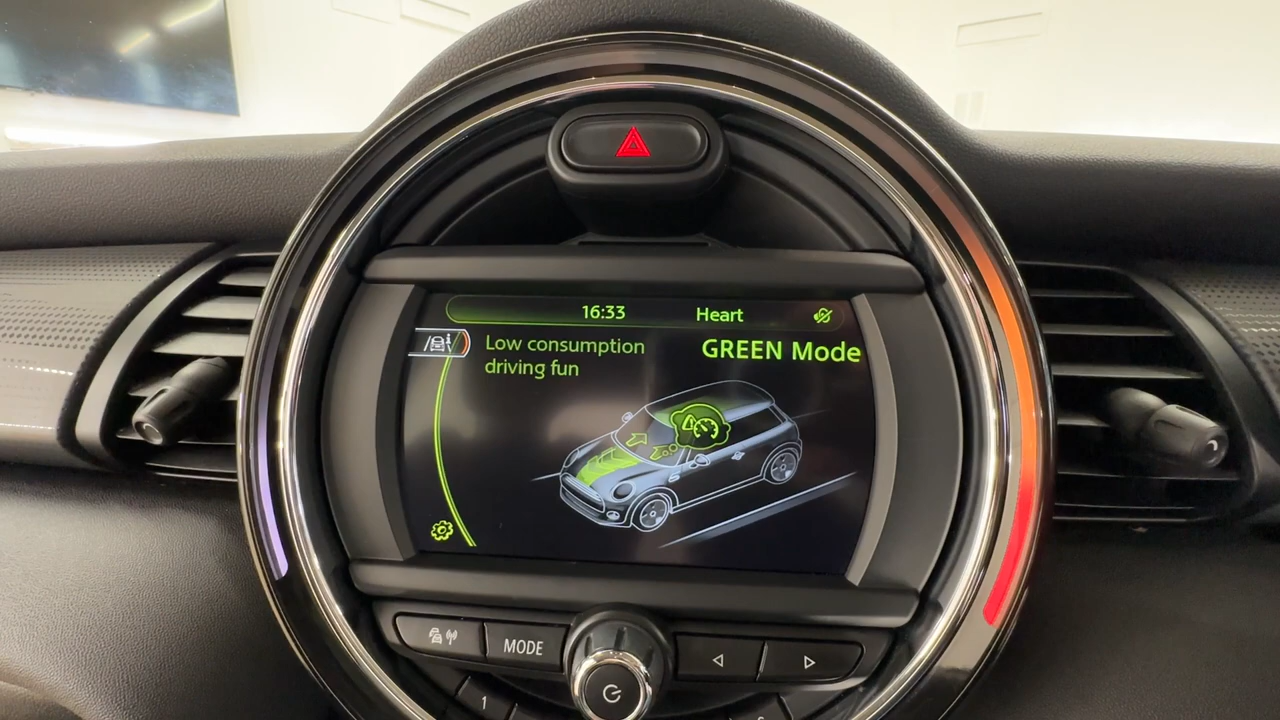 16:33 Heart
Low consumption
driving fun
GREEN Mode
MODE
1